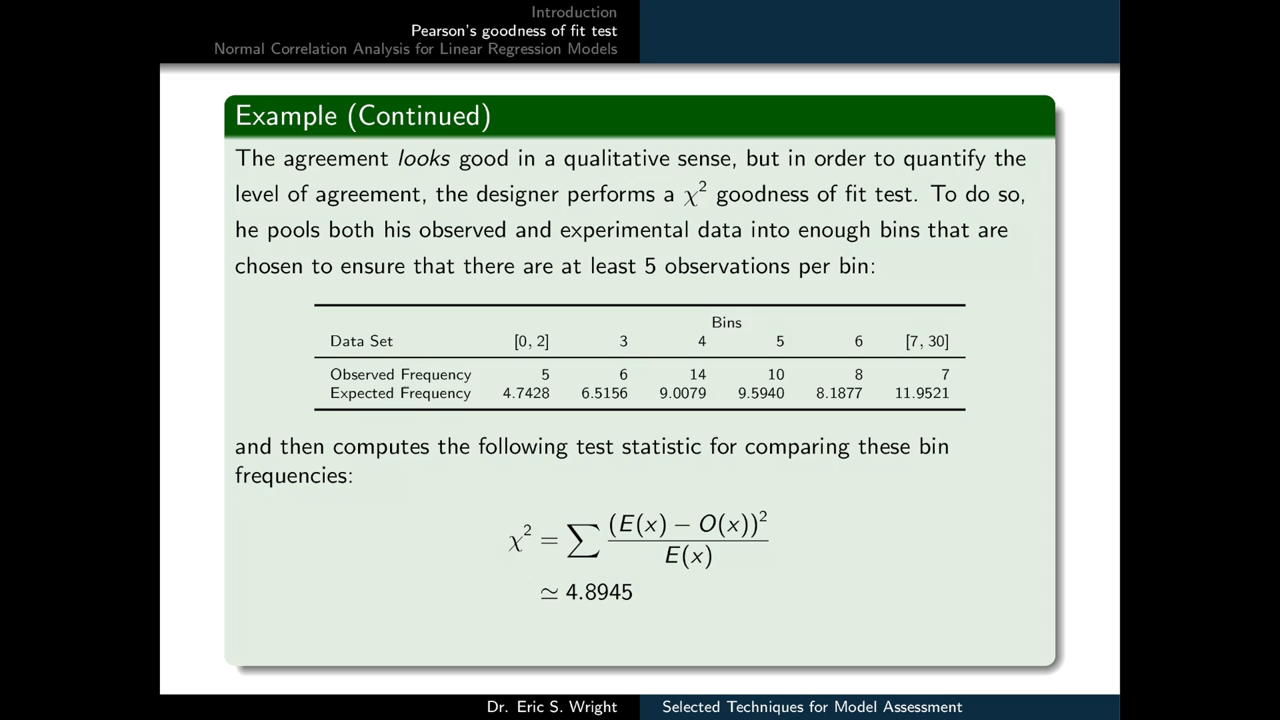 Introduction
Pearson's goodness of fit test
Normal Correlation Analysis for Linear Regression Models
Example (Continued)
The agreement looks good in a qualitative sense, but in order to quantify the
level of agreement, the designer performs a χ² goodness of fit test. To do so,
he pools both his observed and experimental data into enough bins that are
chosen to ensure that there are at least 5 observations per bin:
Bins
Data Set [0, 2] 3 4 5 6 [7, 30]
Observed Frequency 5 6 14 10 8 7
Expected Frequency 4.7428 6.5156 9.0079 9.5940 8.1877 11.9521
and then computes the following test statistic for comparing these bin
frequencies:
χ² = ∑ (E(x) − O(x))² / E(x)
≃ 4.8945
Dr. Eric S. Wright Selected Techniques for Model Assessment